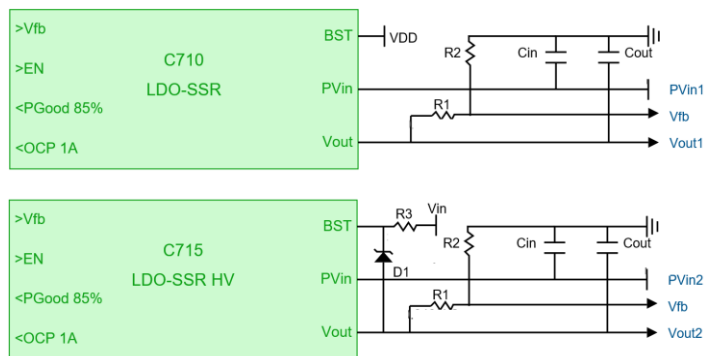 >Vfb
BST
VDD
R2
Cin
Cout
>EN
C710
LDO-SSR
PVin
PVin1
<PGood 85%
R1
Vfb
<OCP 1A
Vout
Vout1
>Vfb
BST
R3
Vin
R2
Cin
Cout
>EN
C715
LDO-SSR HV
PVin
D1
PVin2
<PGood 85%
R1
Vfb
<OCP 1A
Vout
Vout2